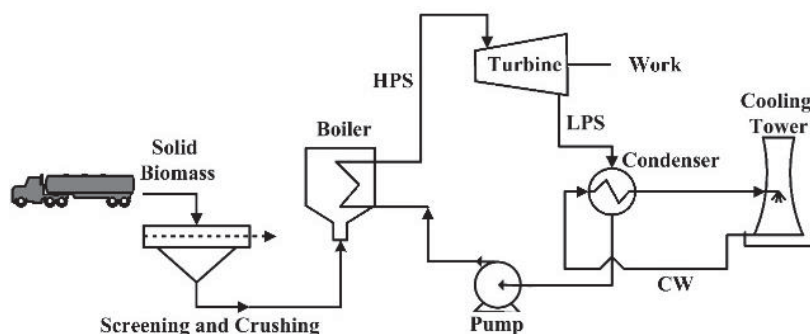 Solid
Biomass
Screening and Crushing
Boiler
HPS
Turbine
Work
LPS
Condenser
Cooling
Tower
CW
Pump